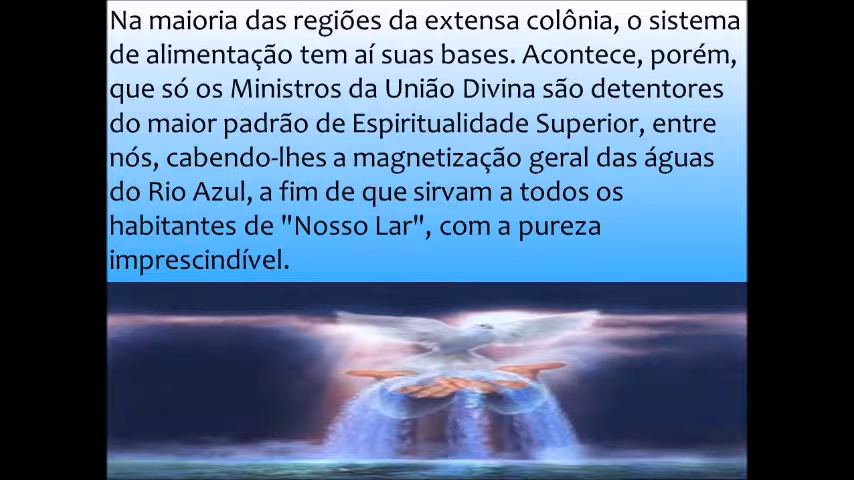 Na maioria das regiões da extensa colônia, o sistema
de alimentação tem aí suas bases. Acontece, porém,
que só os Ministros da União Divina são detentores
do maior padrão de Espiritualidade Superior, entre
nós, cabendo-lhes a magnetização geral das águas
do Rio Azul, a fim de que sirvam a todos os
habitantes de "Nosso Lar", com a pureza
imprescindível.